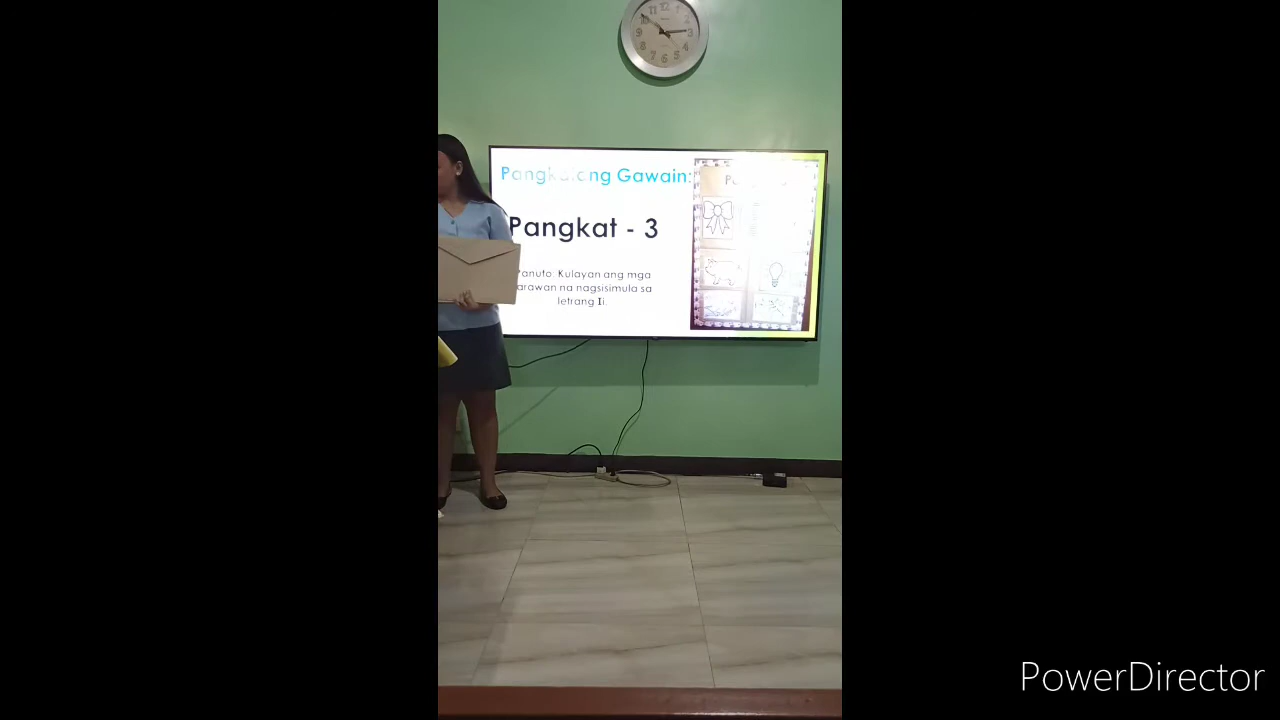 Pangkatang Gawain:
Pangkat - 3
Panuto: Kulayan ang mga
larawan na nagsisimula sa
letrang Ii.
PowerDirector